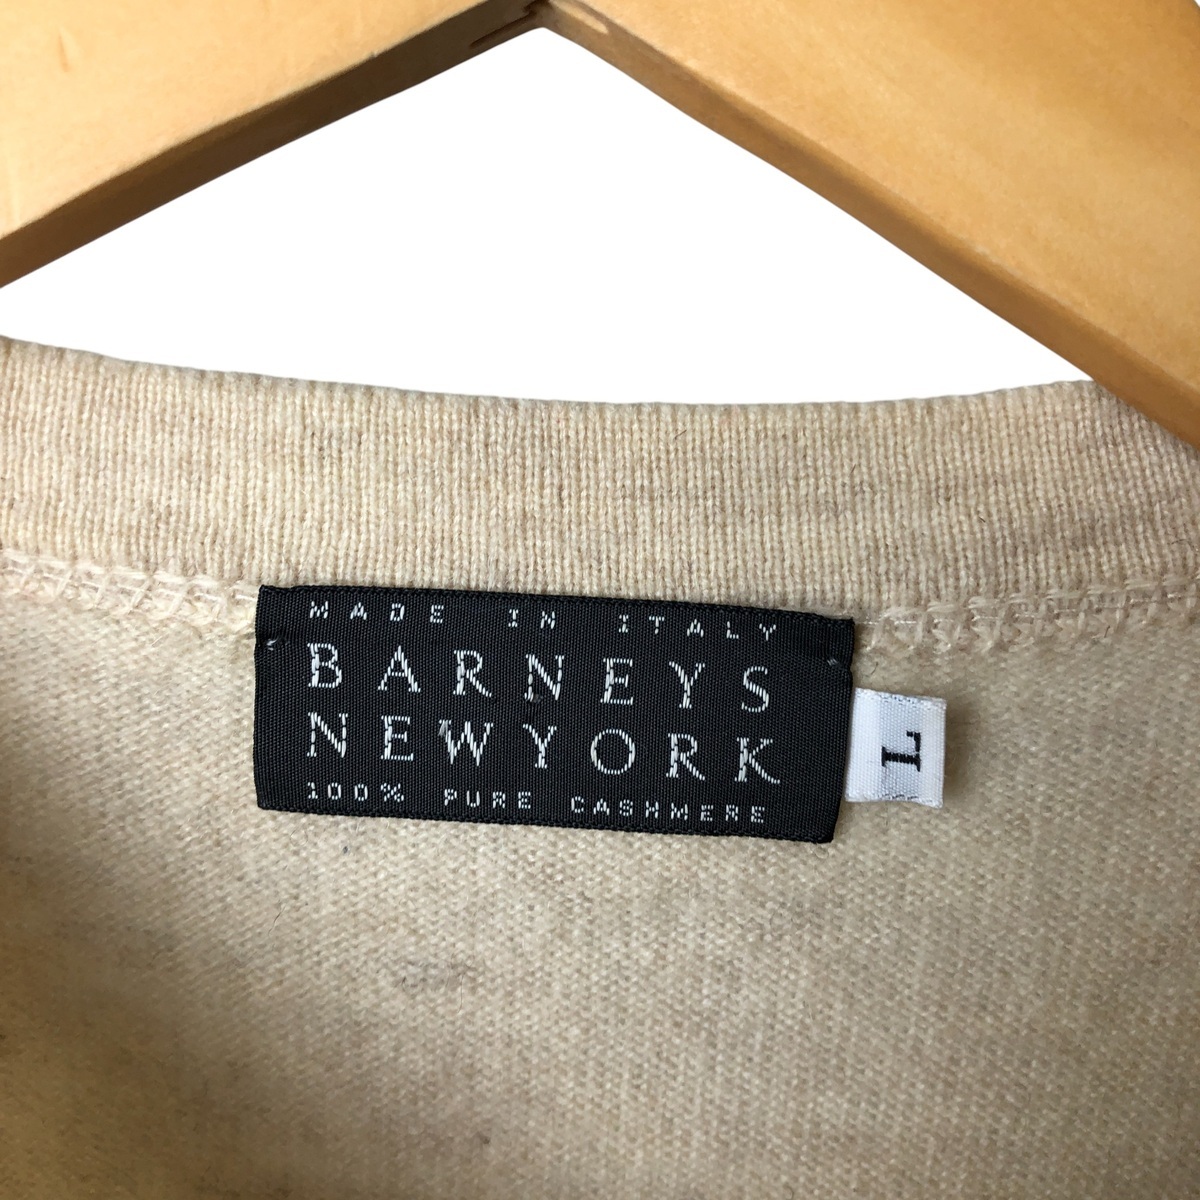 MADE IN ITALY
BARNEYS
NEWYORK
100% PURE CASHMERE
L